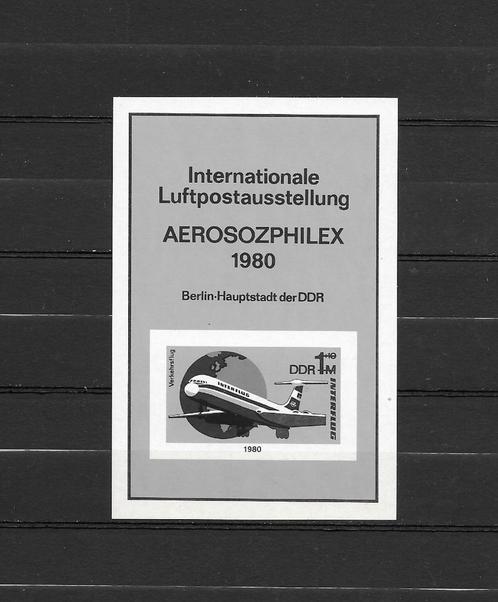 Internationale
Luftpostausstellung
AEROSOZPHILEX
1980
Berlin·Hauptstadt der DDR
Verkehrsflug
1+10
DDR M
INTERFLUG
INTERFLUG
1980